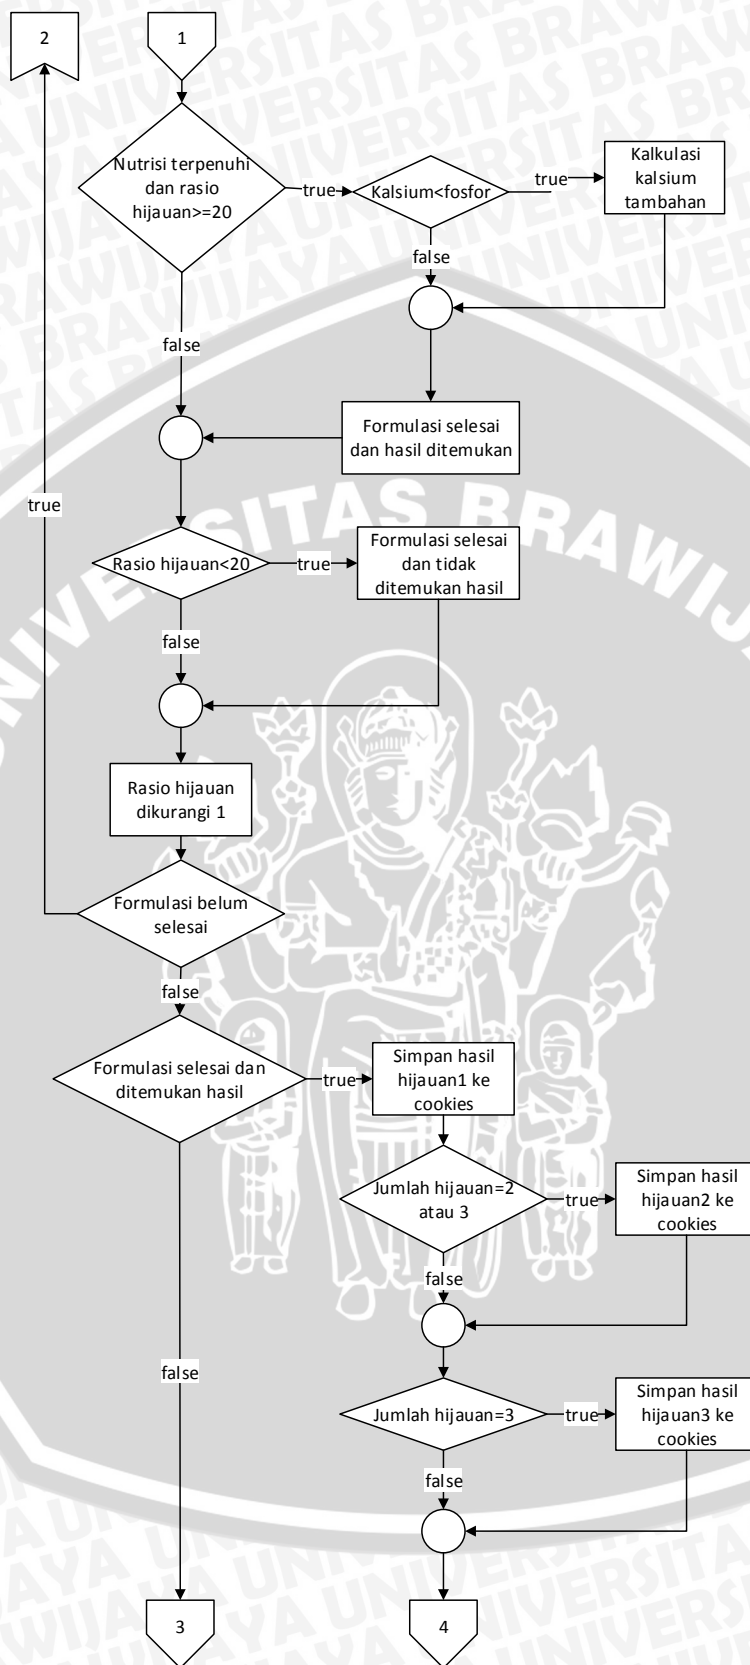 2
1
Nutrisi terpenuhi
dan rasio
hijauan>=20
true
Kalsium<fosfor
true
Kalkulasi
kalsium
tambahan
false
false
Formulasi selesai
dan hasil ditemukan
true
UNIVERSITAS BRAWIJ
Rasio hijauan<20
true
Formulasi selesai
dan tidak
ditemukan hasil
false
Rasio hijauan
dikurangi 1
Formulasi belum
selesai
false
Formulasi selesai dan
ditemukan hasil
true
Simpan hasil
hijauan1 ke
cookies
Jumlah hijauan=2
atau 3
true
Simpan hasil
hijauan2 ke
cookies
false
false
Jumlah hijauan=3
true
Simpan hasil
hijauan3 ke
cookies
false
3
4